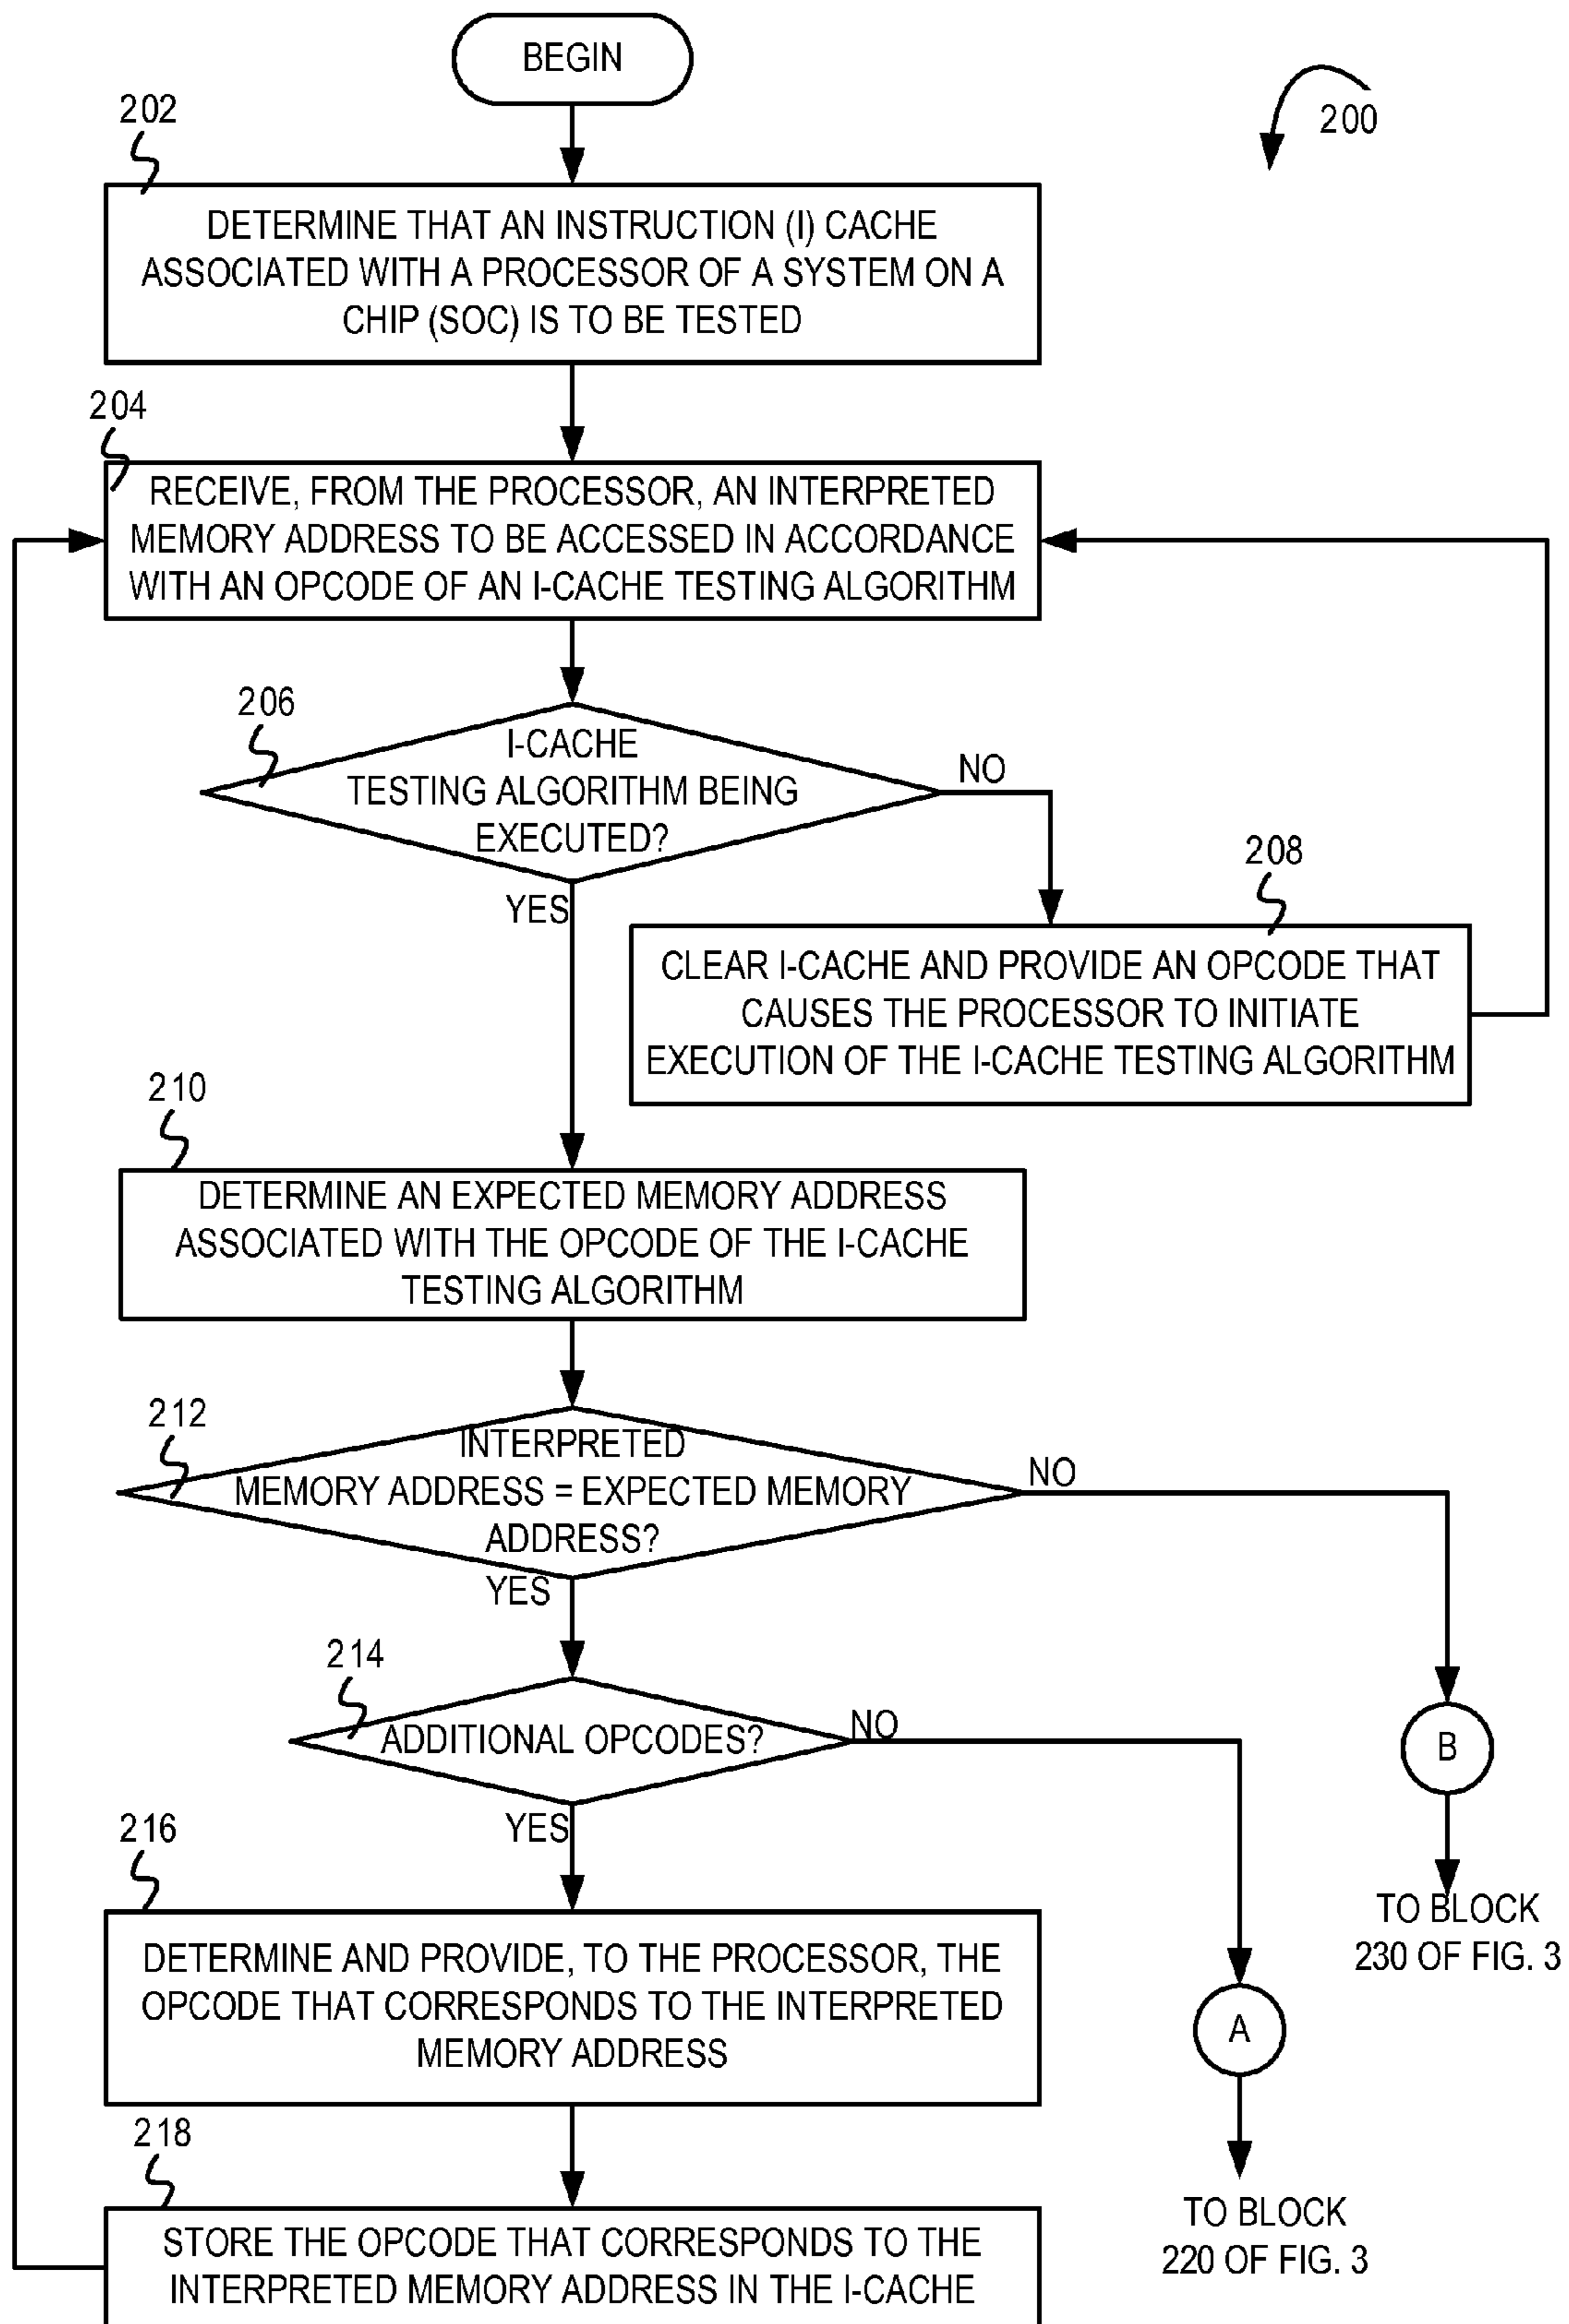 BEGIN
200
202
DETERMINE THAT AN INSTRUCTION (I) CACHE
ASSOCIATED WITH A PROCESSOR OF A SYSTEM ON A
CHIP (SOC) IS TO BE TESTED
204
RECEIVE, FROM THE PROCESSOR, AN INTERPRETED
MEMORY ADDRESS TO BE ACCESSED IN ACCORDANCE
WITH AN OPCODE OF AN I-CACHE TESTING ALGORITHM
206
I-CACHE
TESTING ALGORITHM BEING
EXECUTED?
NO
YES
208
CLEAR I-CACHE AND PROVIDE AN OPCODE THAT
CAUSES THE PROCESSOR TO INITIATE
EXECUTION OF THE I-CACHE TESTING ALGORITHM
210
DETERMINE AN EXPECTED MEMORY ADDRESS
ASSOCIATED WITH THE OPCODE OF THE I-CACHE
TESTING ALGORITHM
212
INTERPRETED
MEMORY ADDRESS = EXPECTED MEMORY
ADDRESS?
NO
YES
214
ADDITIONAL OPCODES?
NO
YES
B
TO BLOCK
230 OF FIG. 3
216
DETERMINE AND PROVIDE, TO THE PROCESSOR, THE
OPCODE THAT CORRESPONDS TO THE INTERPRETED
MEMORY ADDRESS
A
TO BLOCK
220 OF FIG. 3
218
STORE THE OPCODE THAT CORRESPONDS TO THE
INTERPRETED MEMORY ADDRESS IN THE I-CACHE